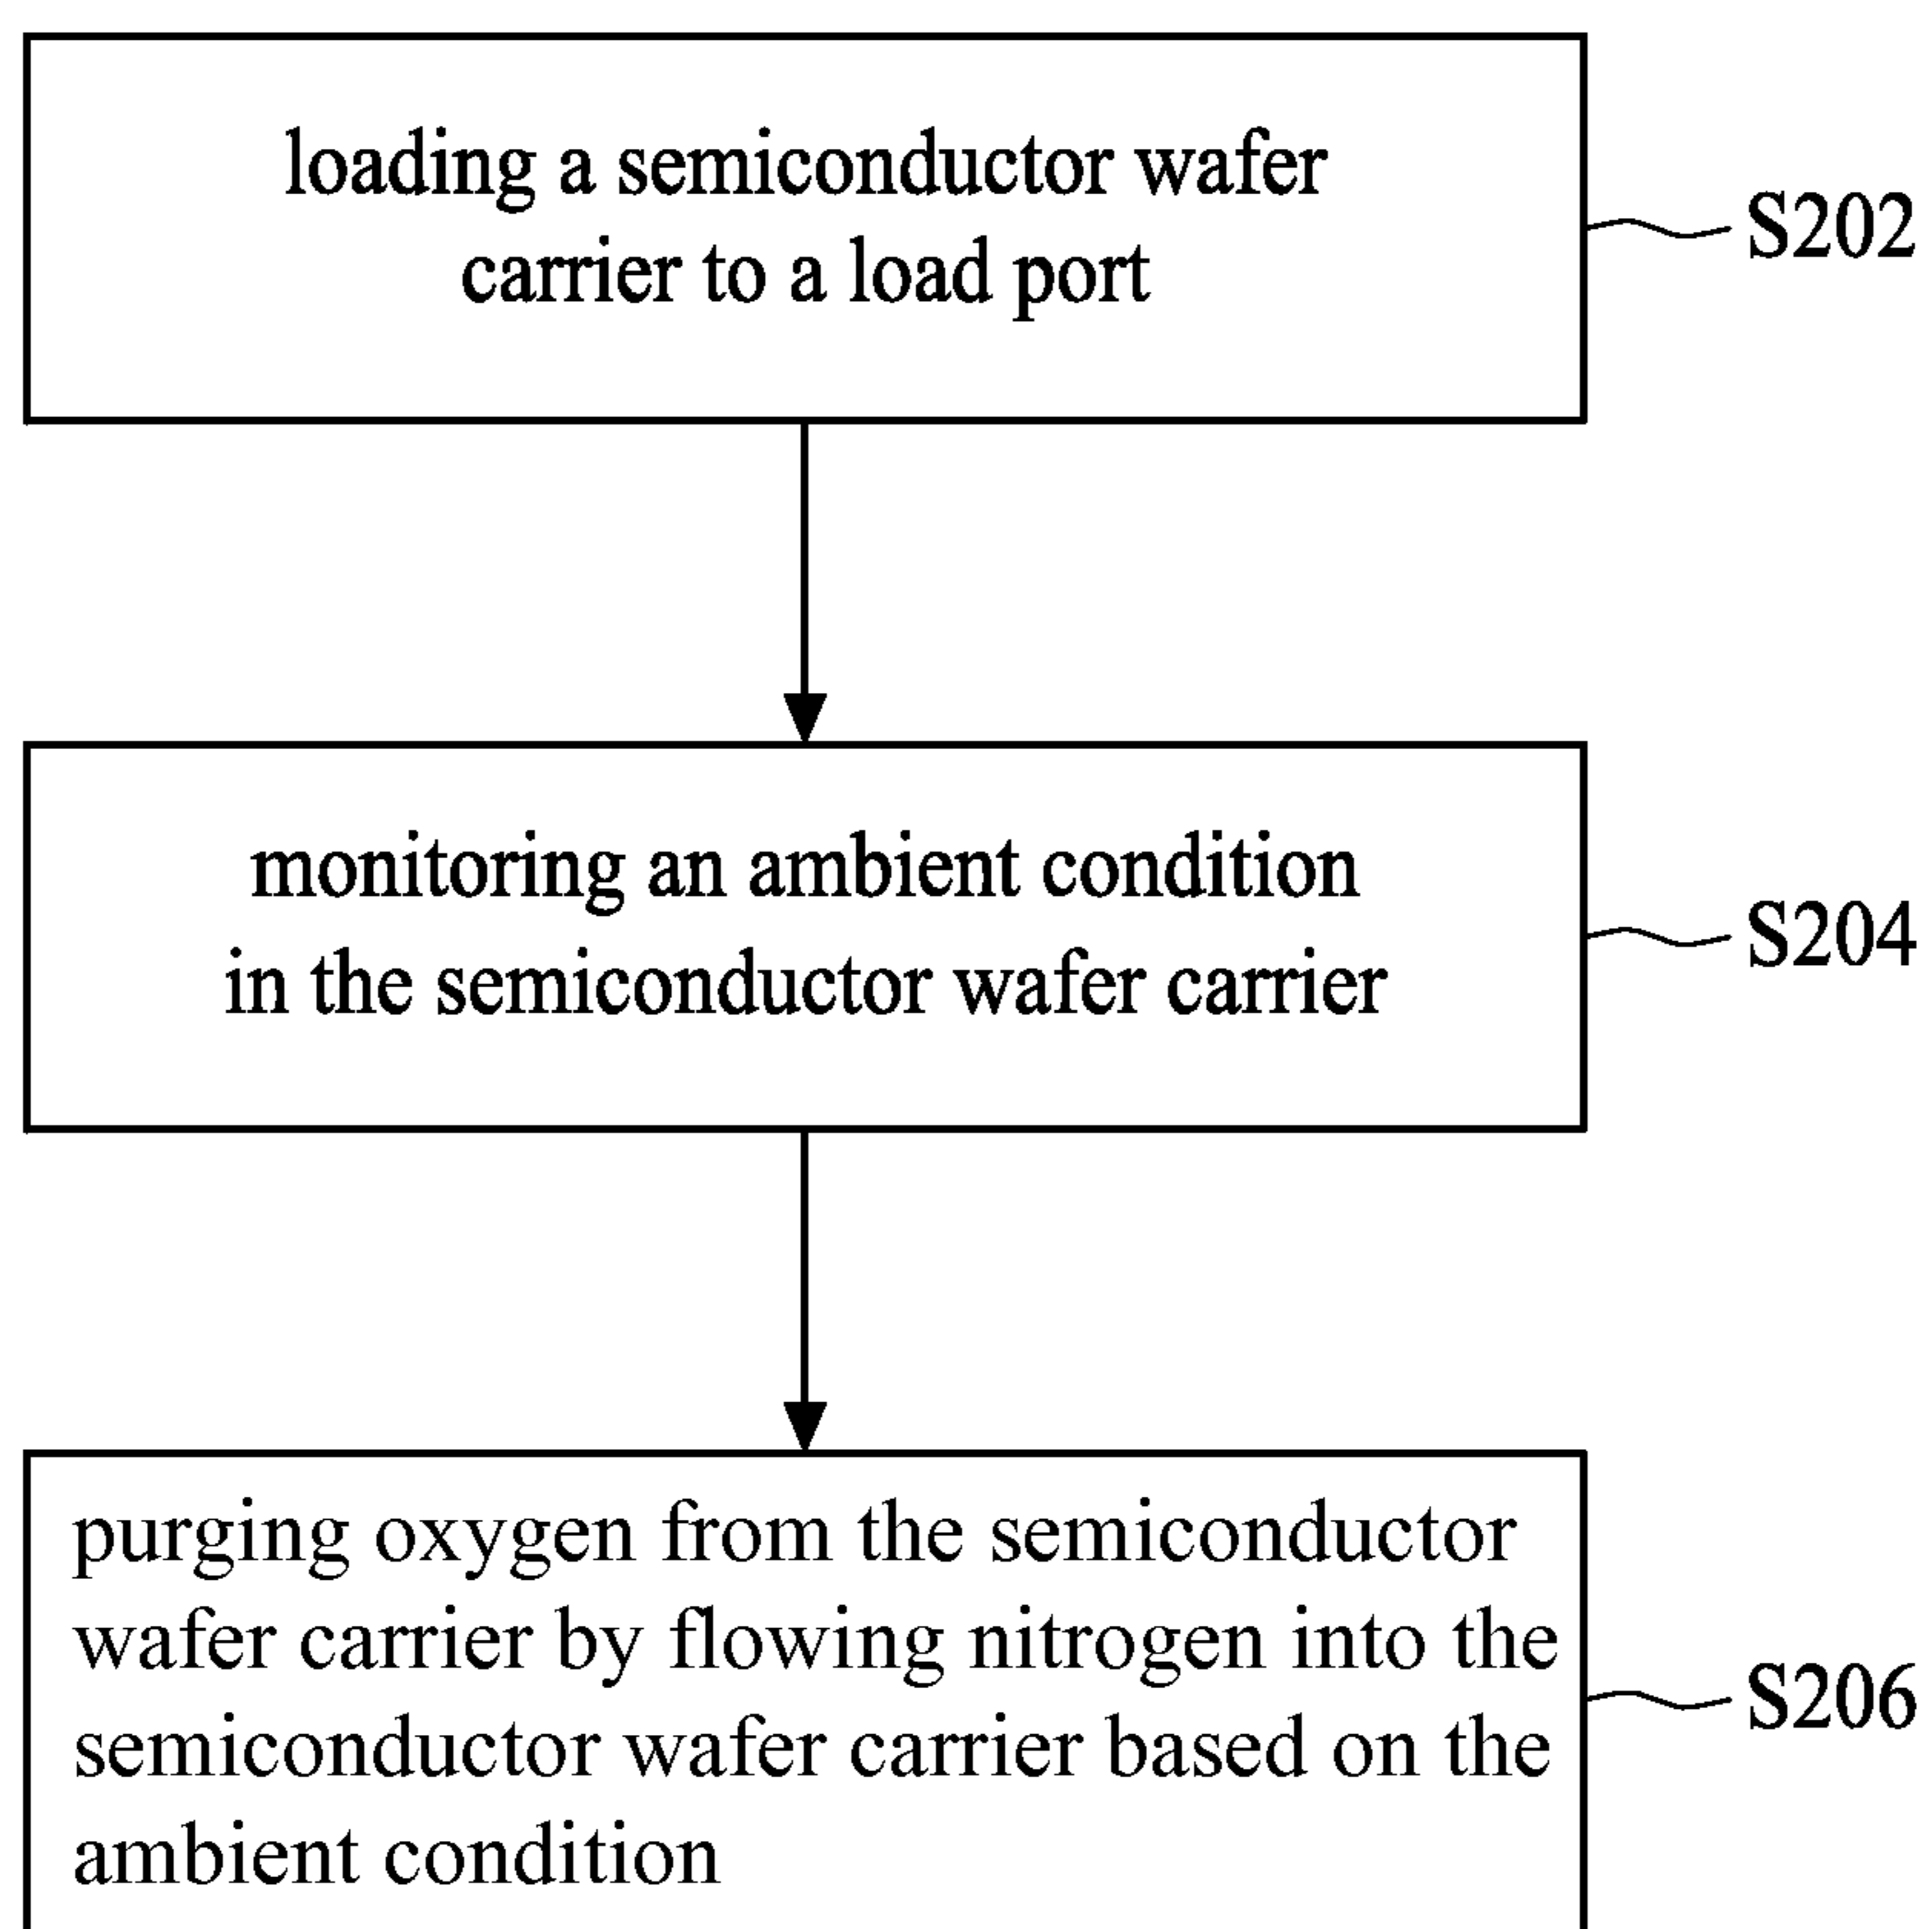 loading a semiconductor wafer
carrier to a load port
S202
monitoring an ambient condition
in the semiconductor wafer carrier
S204
purging oxygen from the semiconductor
wafer carrier by flowing nitrogen into the
semiconductor wafer carrier based on the
ambient condition
S206